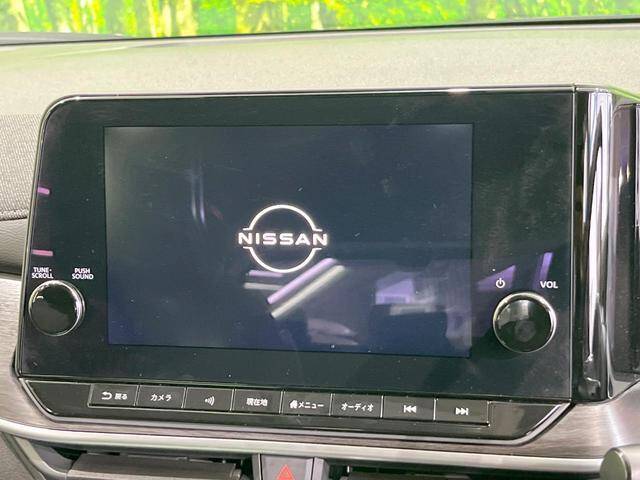 NISSAN
TUNE・
SCROLL
PUSH
SOUND
VOL
戻る
カメラ
現在地
メニュー
オーディオ